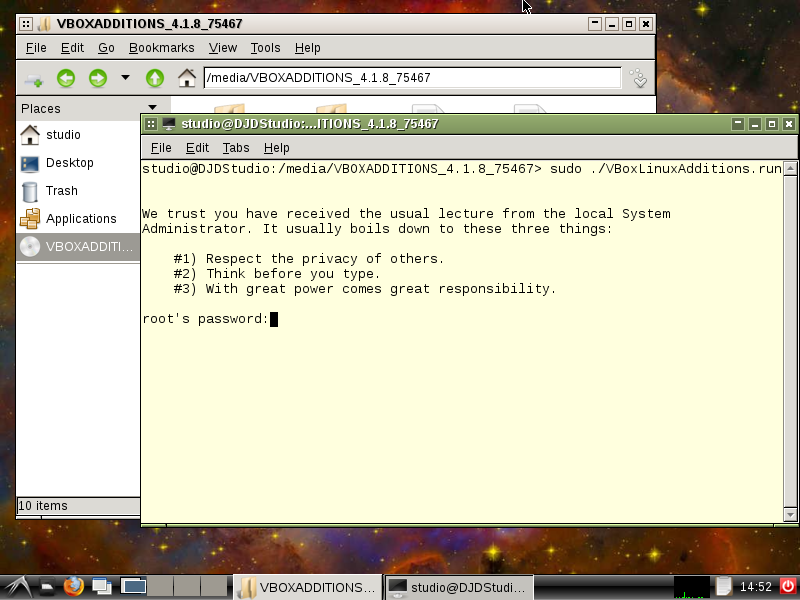 VBOXADDITIONS_4.1.8_75467
File Edit Go Bookmarks View Tools Help
/media/VBOXADDITIONS_4.1.8_75467
Places
studio
Desktop
Trash
Applications
VBOXADDITI...
10 items
studio@DJDStudio:...ITIONS_4.1.8_75467
File Edit Tabs Help
studio@DJDStudio:/media/VBOXADDITIONS_4.1.8_75467> sudo ./VBoxLinuxAdditions.run
We trust you have received the usual lecture from the local System
Administrator. It usually boils down to these three things:
#1) Respect the privacy of others.
#2) Think before you type.
#3) With great power comes great responsibility.
root's password:
VBOXADDITIONS...
studio@DJDStudi...
14:52